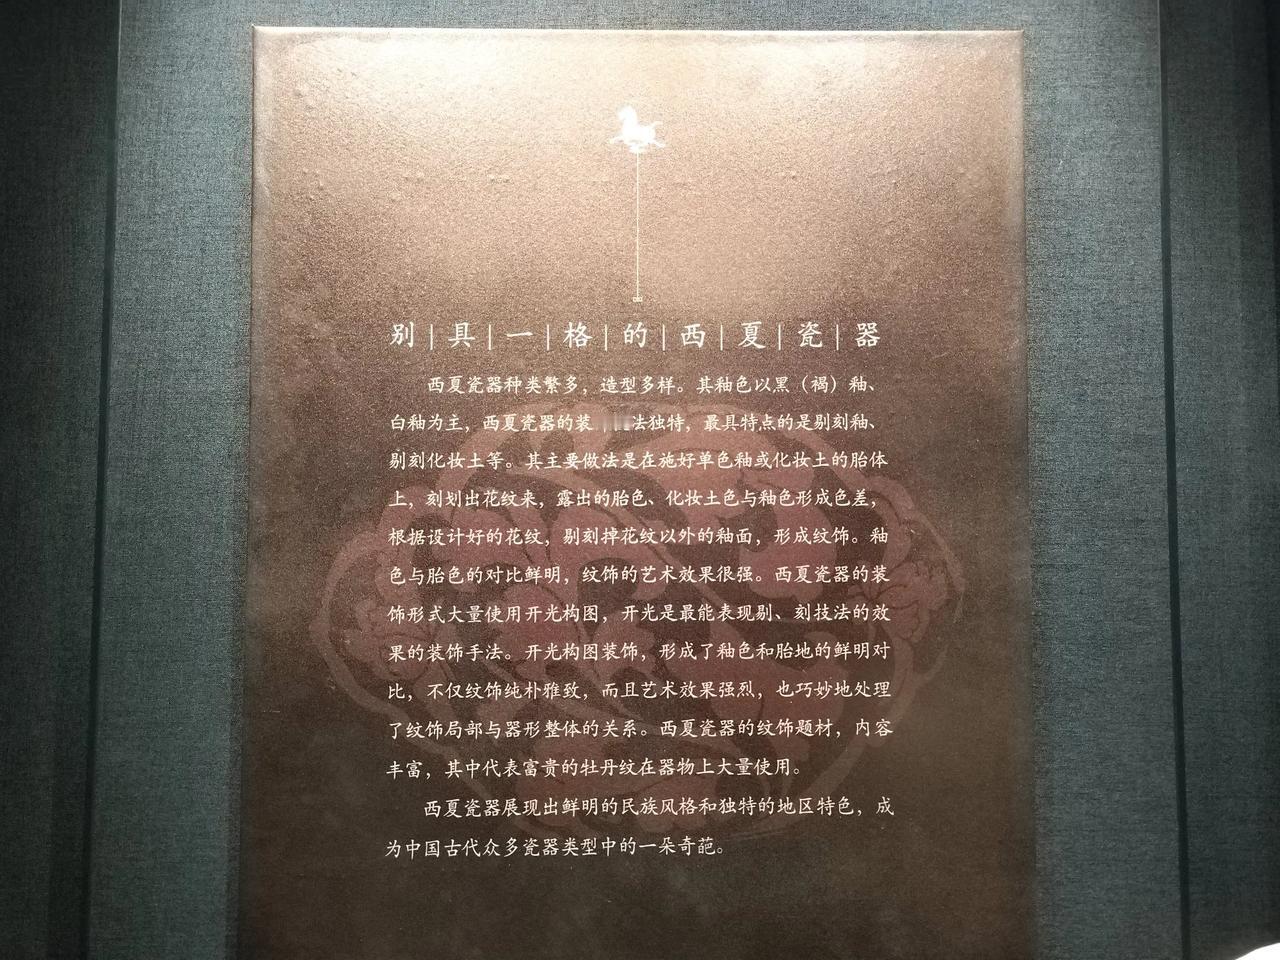 别|具|一|格|的|西|夏|瓷|器
西夏瓷器种类繁多，造型多样。其釉色以黑（褐）釉、
白釉为主，西夏瓷器的装法独特，最具特点的是剔刻釉、
剔刻化妆土等。其主要做法是在施好单色釉或化妆土的胎体
上，刻划出花纹来，露出的胎色、化妆土色与釉色形成色差，
根据设计好的花纹，剔刻掉花纹以外的釉面，形成纹饰。釉
色与胎色的对比鲜明，纹饰的艺术效果很强。西夏瓷器的装
饰形式大量使用开光构图，开光是最能表现剔、刻技法的效
果的装饰手法。开光构图装饰，形成了釉色和胎地的鲜明对
比，不仅纹饰纯朴雅致，而且艺术效果强烈，也巧妙地处理
了纹饰局部与器形整体的关系。西夏瓷器的纹饰题材，内容
丰富，其中代表富贵的牡丹纹在器物上大量使用。
西夏瓷器展现出鲜明的民族风格和独特的地区特色，成
为中国古代众多瓷器类型中的一朵奇葩。